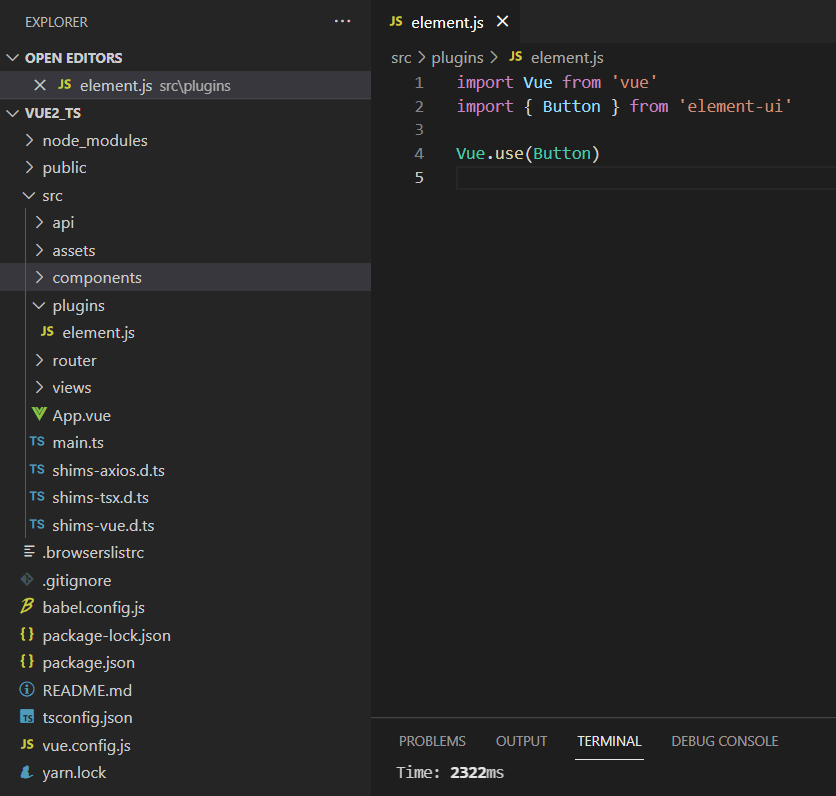 EXPLORER
···
OPEN EDITORS
JS element.js src\plugins
VUE2_TS
node_modules
public
src
api
assets
components
plugins
JS element.js
router
views
App.vue
TS main.ts
TS shims-axios.d.ts
TS shims-tsx.d.ts
TS shims-vue.d.ts
.browserslistrc
.gitignore
babel.config.js
{} package-lock.json
{} package.json
README.md
TS tsconfig.json
JS vue.config.js
yarn.lock
JS element.js
src > plugins > JS element.js
1 import Vue from 'vue'
2 import { Button } from 'element-ui'
3
4 Vue.use(Button)
5
PROBLEMS OUTPUT TERMINAL DEBUG CONSOLE
Time: 2322ms